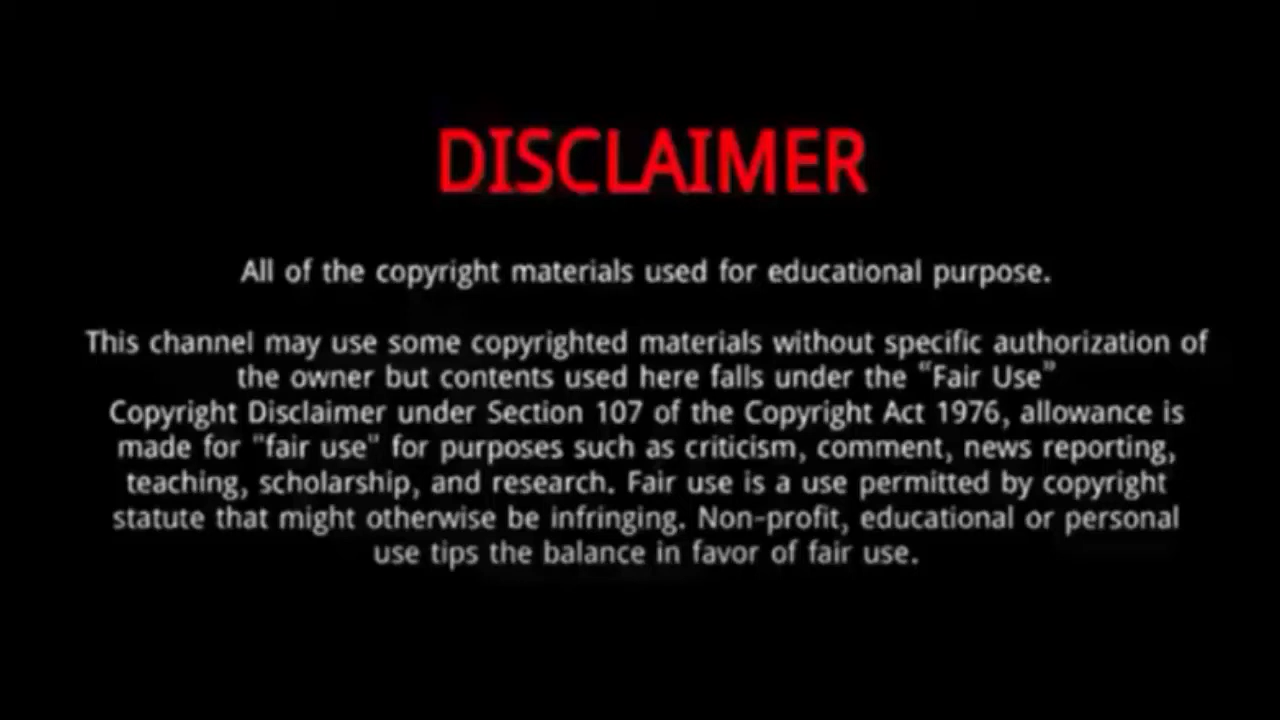 DISCLAIMER
All of the copyright materials used for educational purpose.
This channel may use some copyrighted materials without specific authorization of
the owner but contents used here falls under the “Fair Use”
Copyright Disclaimer under Section 107 of the Copyright Act 1976, allowance is
made for "fair use" for purposes such as criticism, comment, news reporting,
teaching, scholarship, and research. Fair use is a use permitted by copyright
statute that might otherwise be infringing. Non-profit, educational or personal
use tips the balance in favor of fair use.